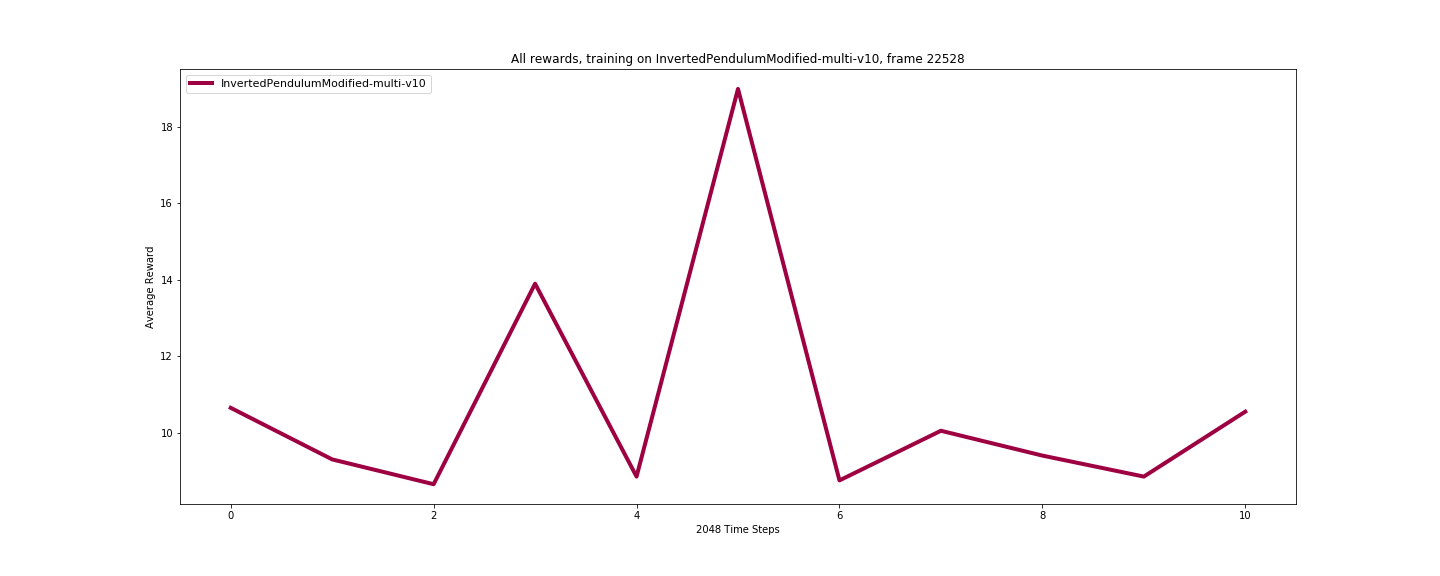 All rewards, training on InvertedPendulumModified-multi-v10, frame 22528
InvertedPendulumModified-multi-v10
Average Reward
18
16
14
12
10
0 2 4 6 8 10
2048 Time Steps